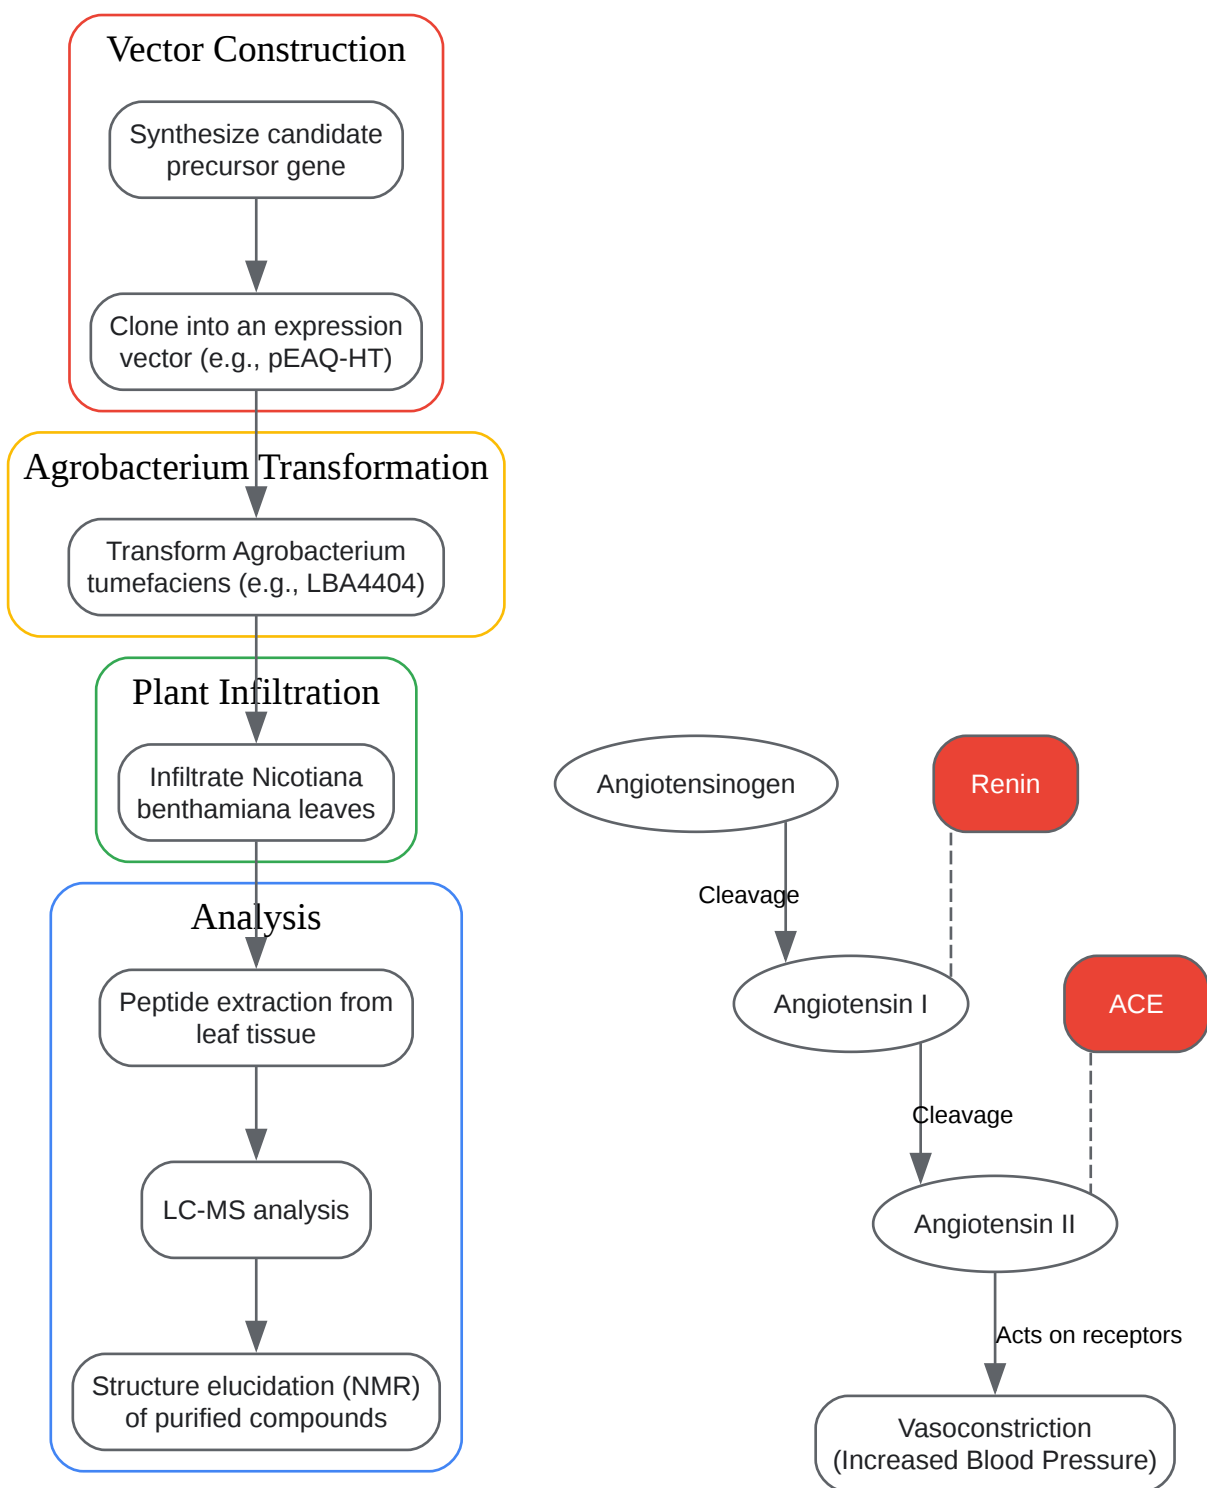 Vector Construction
Synthesize candidate
precursor gene
Clone into an expression
vector (e.g., pEAQ-HT)
Agrobacterium Transformation
Transform Agrobacterium
tumefaciens (e.g., LBA4404)
Plant Infiltration
Infiltrate Nicotiana
benthamiana leaves
Analysis
Peptide extraction from
leaf tissue
LC-MS analysis
Structure elucidation (NMR)
of purified compounds
Angiotensinogen
Renin
Cleavage
Angiotensin I
ACE
Cleavage
Angiotensin II
Acts on receptors
Vasoconstriction
(Increased Blood Pressure)